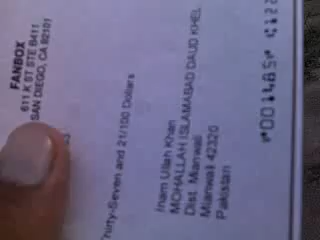 FANBOX
611 K ST STE B411
SAN DIEGO, CA 92101
Thirty-Seven and 21/100 Dollars
Inam Ullah Khan
MOHALLAH ISLAMABAD DAUD KHEL
Dist. Mianwali
Mianwali 42320
Pakistan
⑈001485⑈